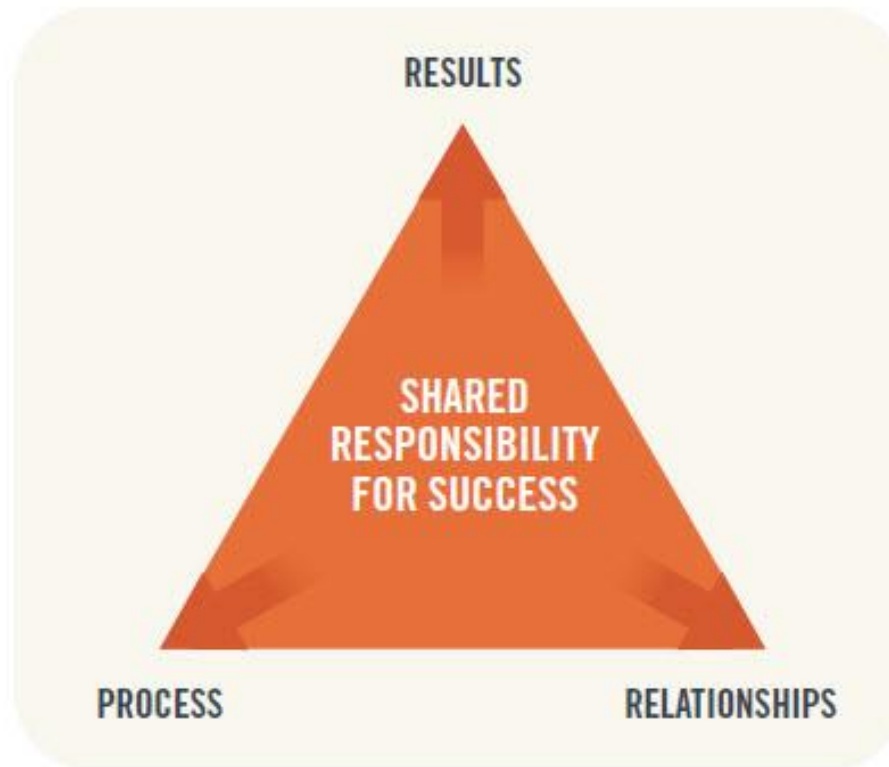 RESULTS
SHARED
RESPONSIBILITY
FOR SUCCESS
PROCESS
RELATIONSHIPS